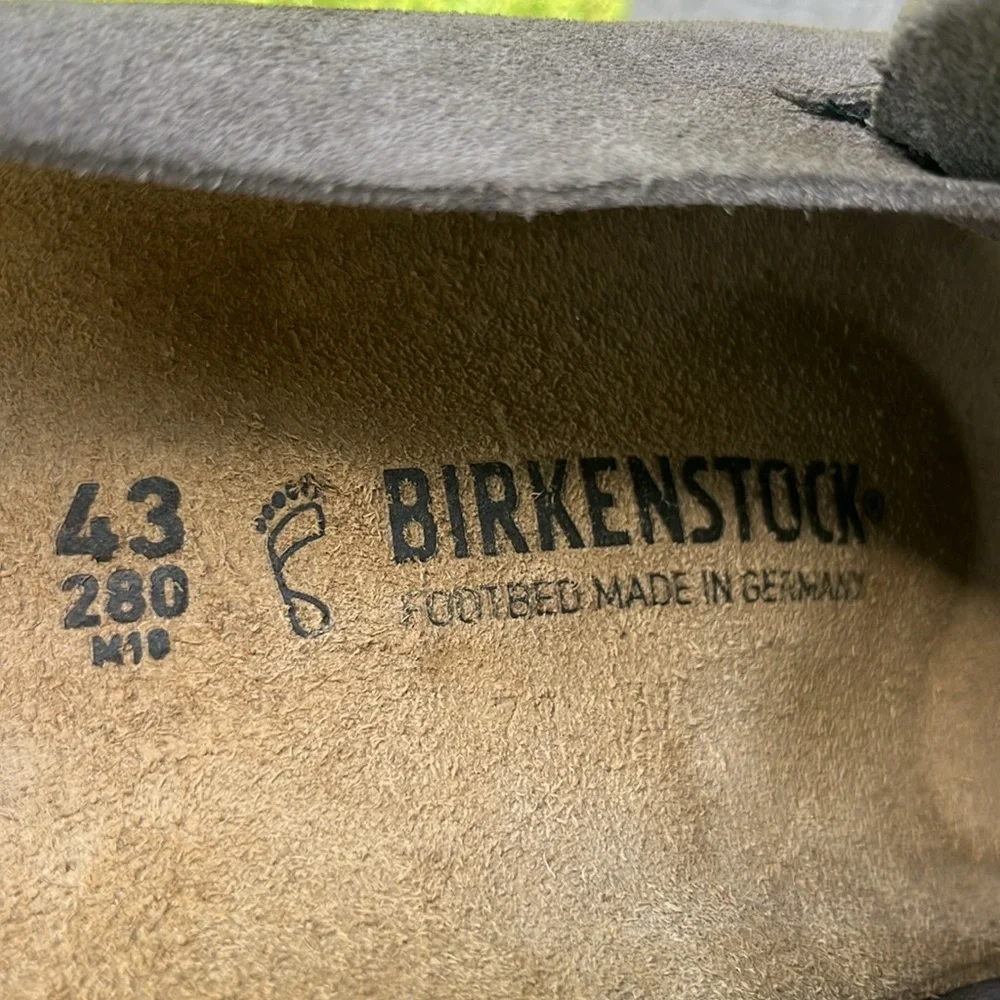 43
280
M10
BIRKENSTOCK®
FOOTBED MADE IN GERMANY